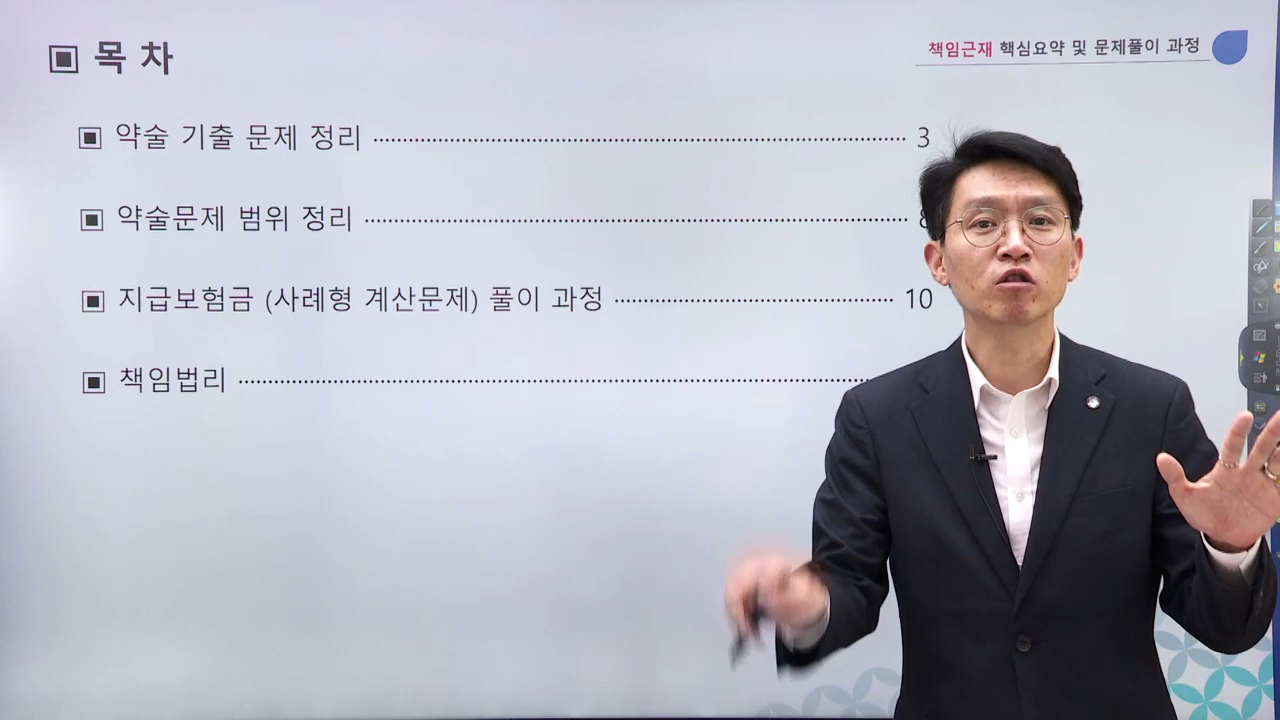 ▣ 목 차
책임근재 핵심요약 및 문제풀이 과정
▣ 약술 기출 문제 정리 3
▣ 약술문제 범위 정리
▣ 지급보험금 (사례형 계산문제) 풀이 과정 10
▣ 책임법리